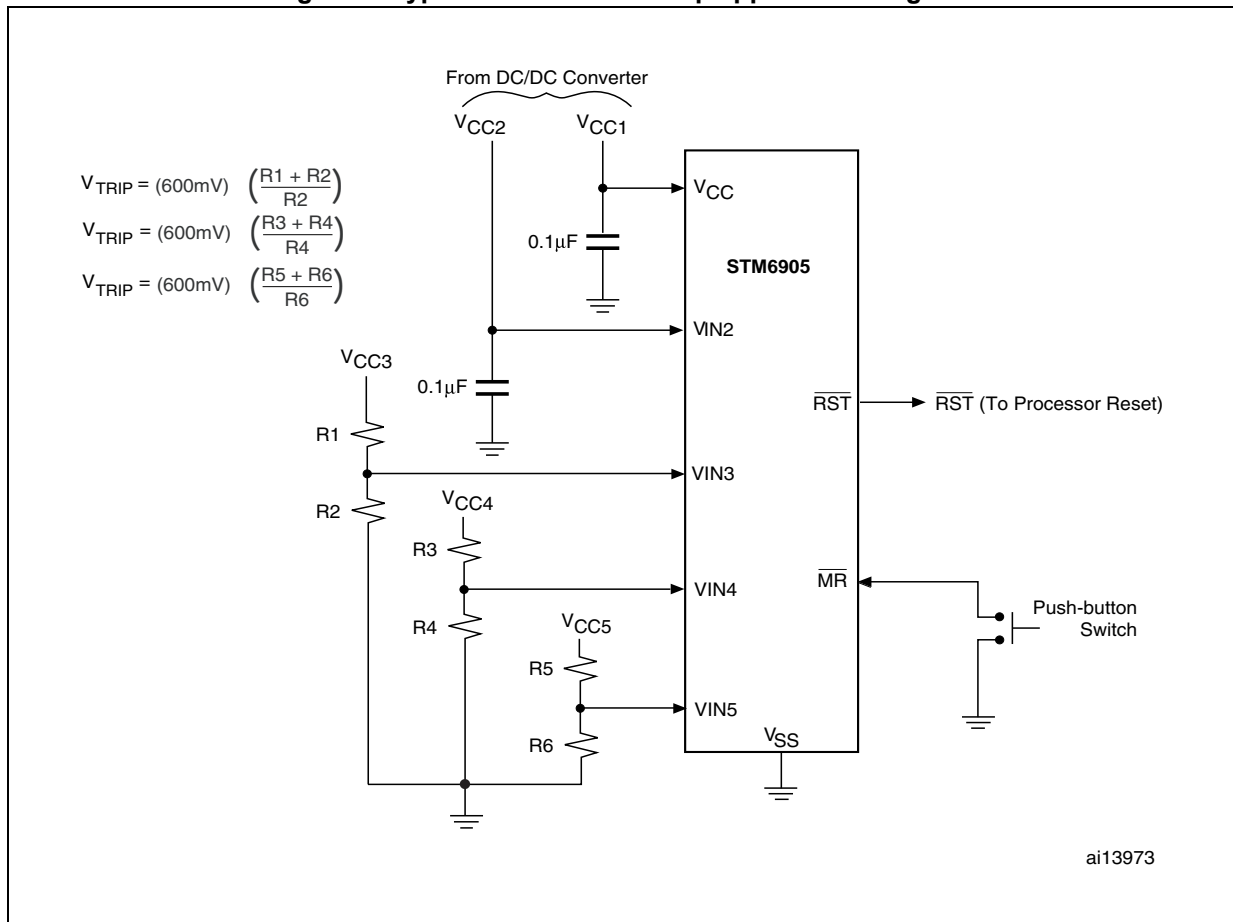 From DC/DC Converter
VCC2
VCC1
VTRIP = (600mV) (R1 + R2 / R2)
VTRIP = (600mV) (R3 + R4 / R4)
VTRIP = (600mV) (R5 + R6 / R6)
VCC
0.1μF
STM6905
VIN2
VCC3
0.1μF
RST
RST (To Processor Reset)
R1
VIN3
R2
VCC4
R3
MR
VIN4
Push-button
Switch
R4
VCC5
R5
VIN5
R6
VSS
ai13973